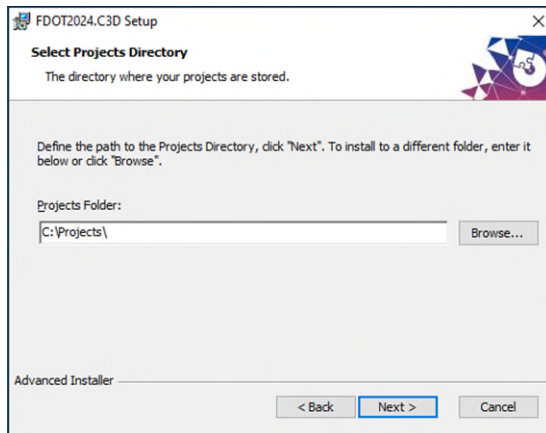 FDOT2024.C3D Setup
Select Projects Directory
The directory where your projects are stored.
Define the path to the Projects Directory, click "Next". To install to a different folder, enter it
below or click "Browse".
Projects Folder:
C:\Projects\
Browse...
Advanced Installer
< Back
Next >
Cancel